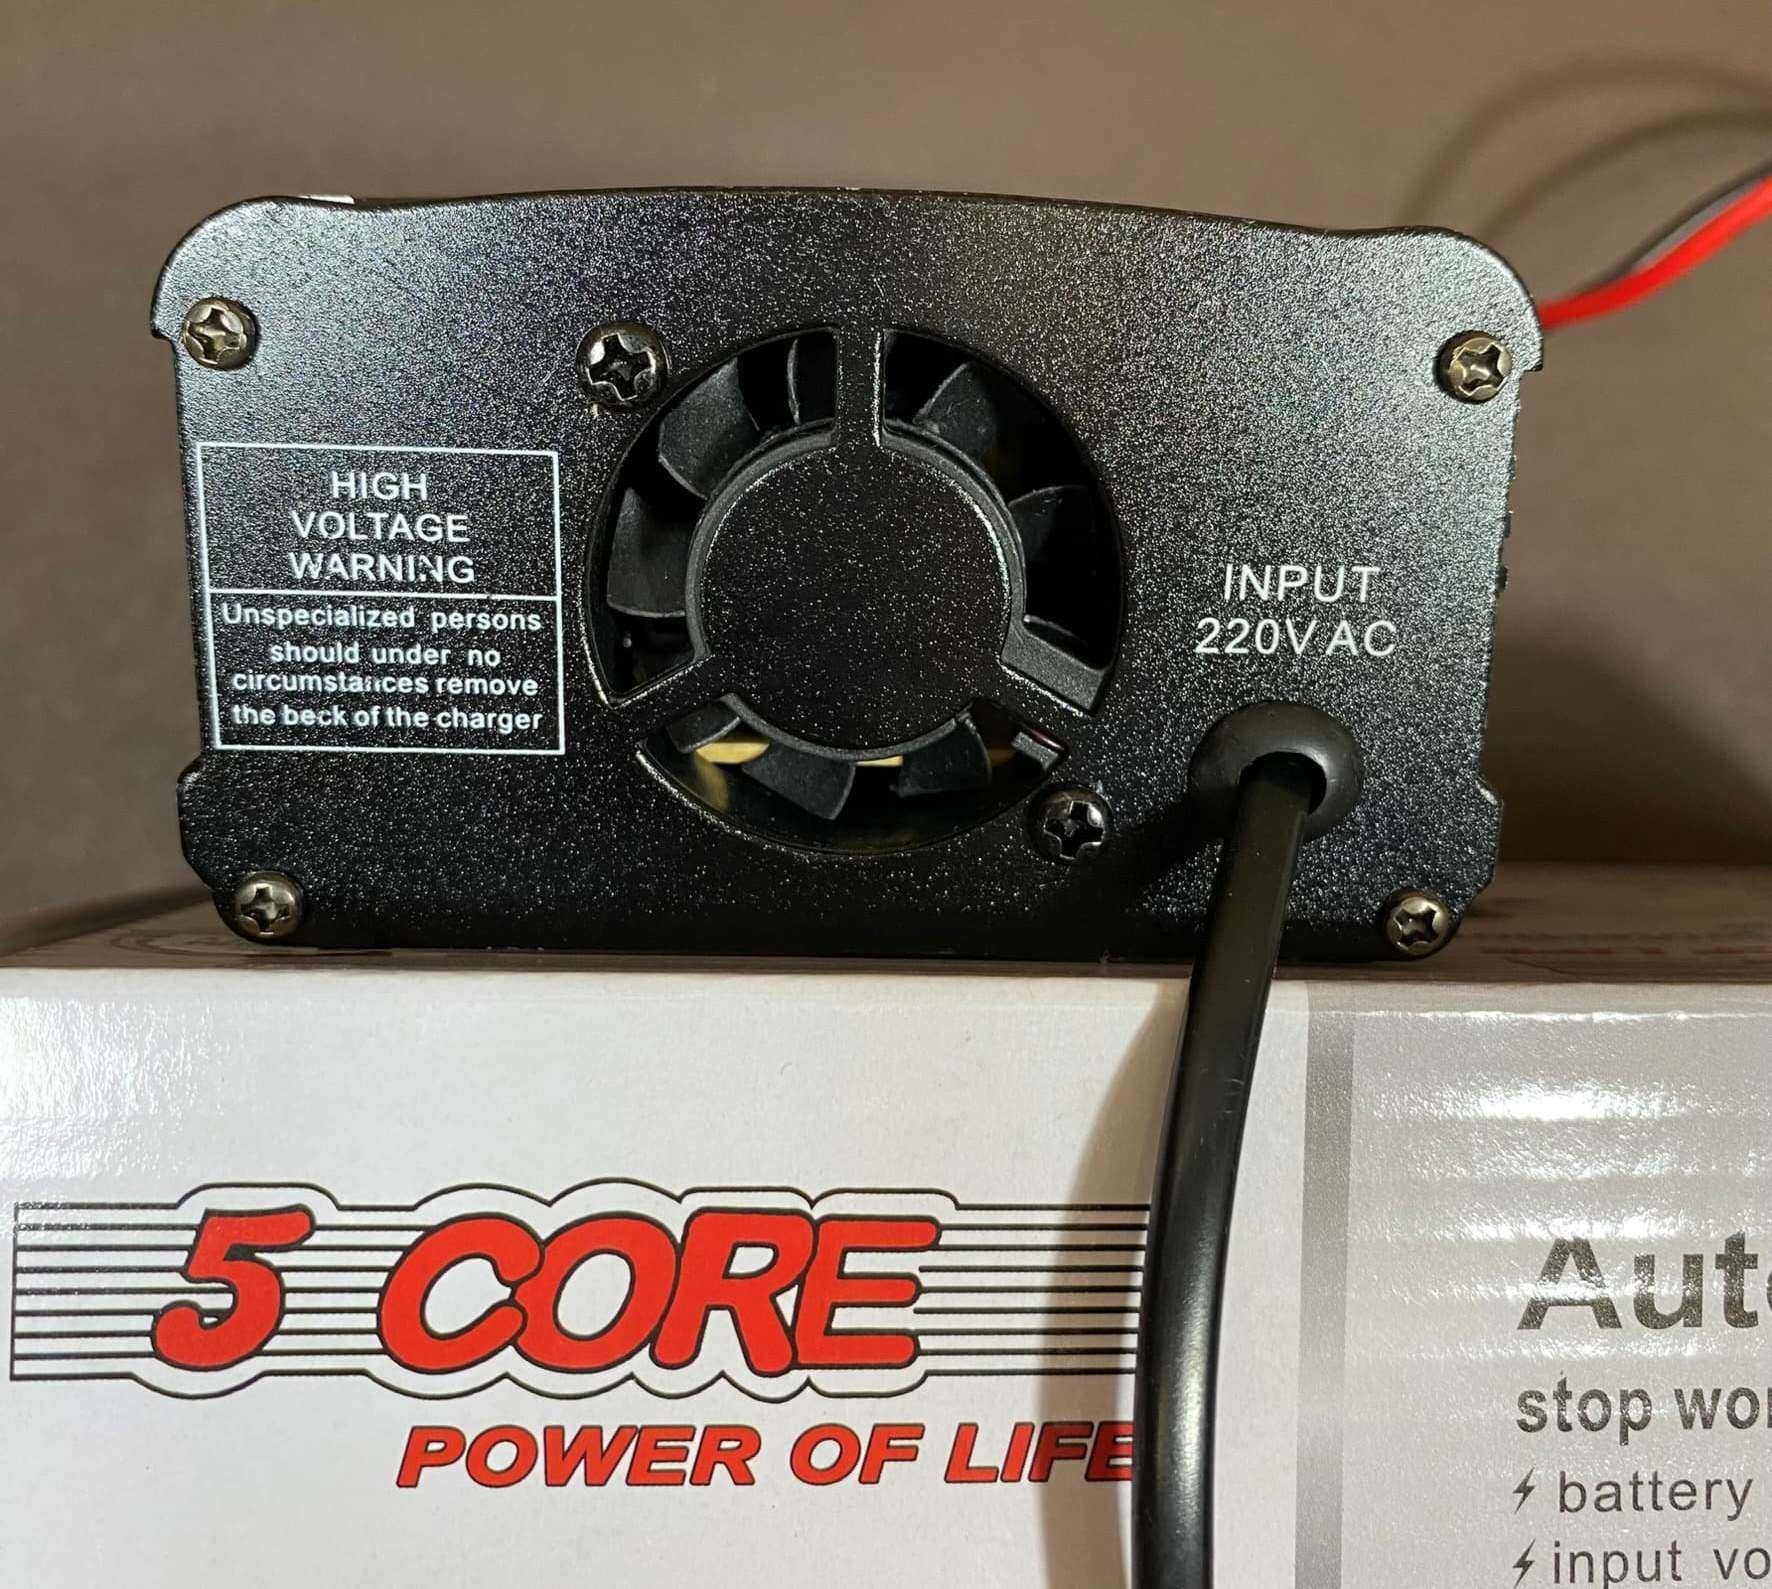 HIGH
VOLTAGE
WARNING
Unspecialized persons
should under no
circumstances remove
the beck of the charger
INPUT
220V AC
5 CORE
POWER OF LIFE
stop
battery
input